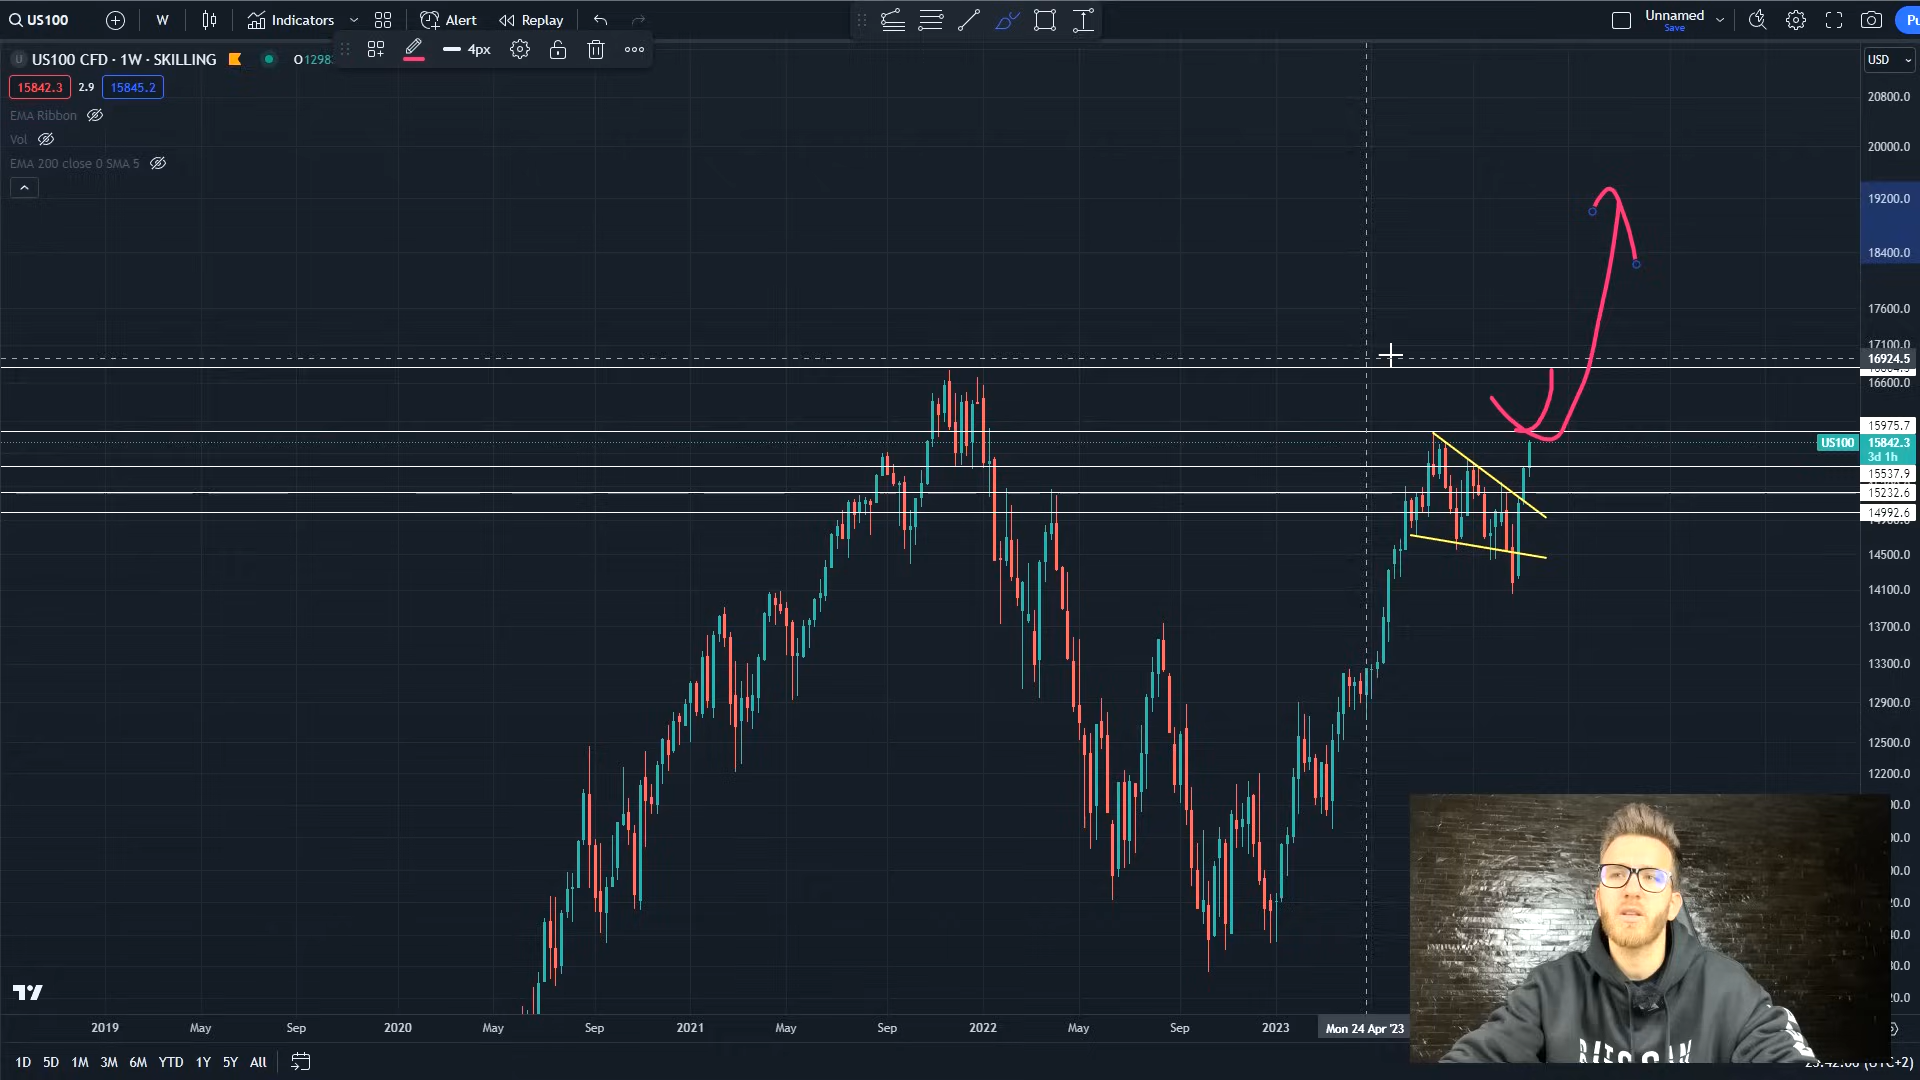 US100 W Indicators Alert Replay Unnamed
Save
4px
US100 CFD · 1W · SKILLING O1298
USD
15842.3 2.9 15845.2
EMA Ribbon
Vol
EMA 200 close 0 SMA 5
20800.0
20000.0
19200.0
18400.0
17600.0
17100.0
16924.5
16600.0
15975.7
US100 15842.3
3d 1h
15537.9
15232.6
14992.6
14500.0
14100.0
13700.0
13300.0
12900.0
12500.0
12200.0
2019 May Sep 2020 May Sep 2021 May Sep 2022 May Sep 2023 Mon 24 Apr '23
1D 5D 1M 3M 6M YTD 1Y 5Y All